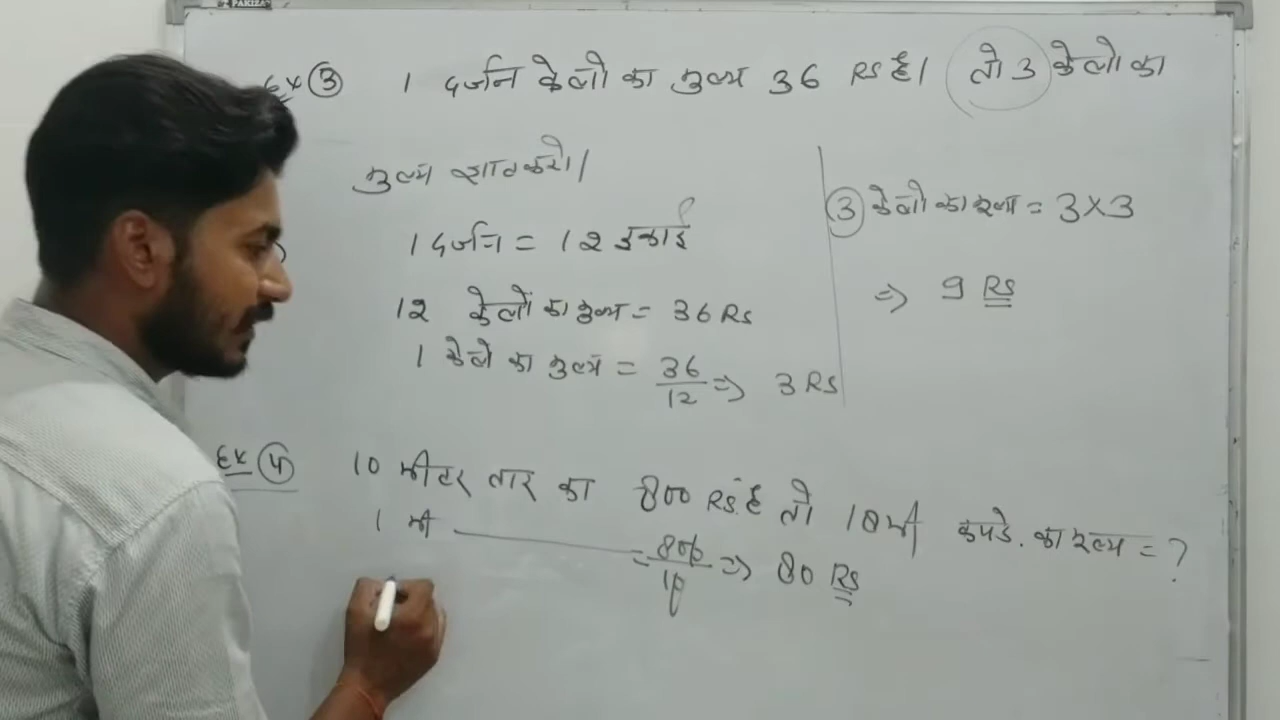 Ex ③ 1 दर्जन केलो का मुल्य 36 RS है। तो 3 केलो का
मुल्य ज्ञात करो।
1 दर्जन = 12 इकाई
12 केलों का मुल्य = 36 Rs
1 केले का मुल्य = 36/12 => 3 RS
③ केलो का मूल्य = 3×3
=> 9 RS
Ex ④ 10 मीटर तार का 800 RS. है तो 10 मी कपडे. का मूल्य = ?
1 मी = 800/10 => 80 RS